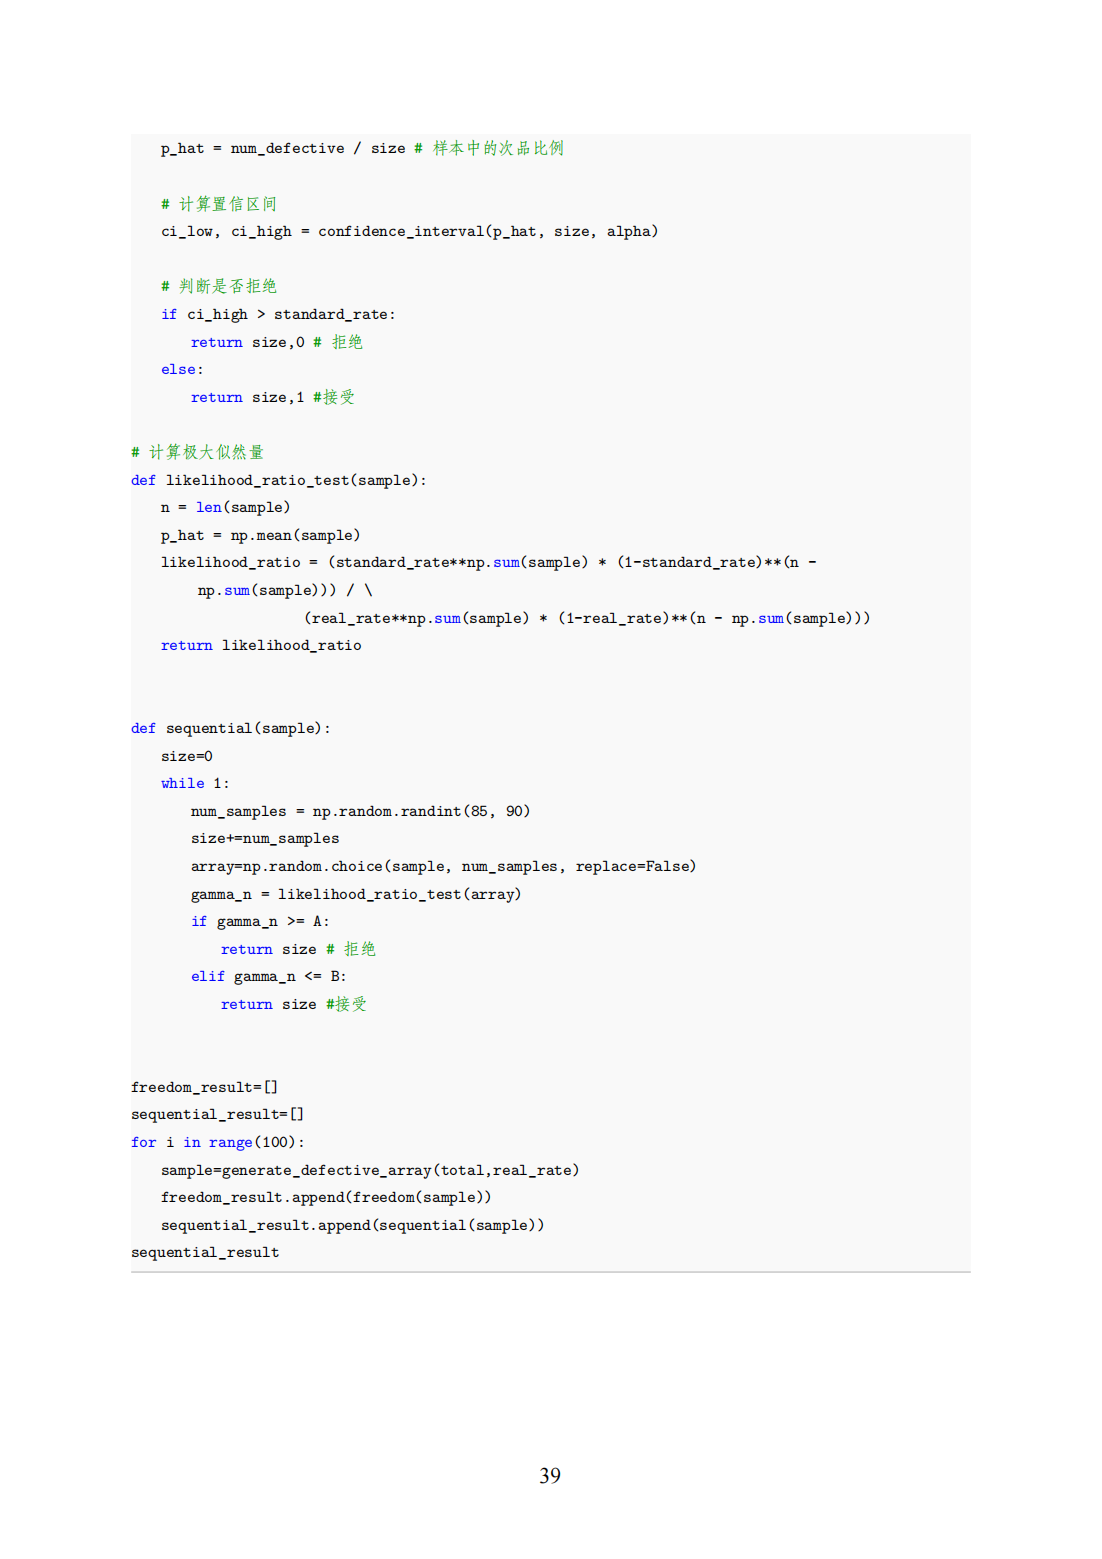 p_hat = num_defective / size # 样本中的次品比例
# 计算置信区间
ci_low, ci_high = confidence_interval(p_hat, size, alpha)
# 判断是否拒绝
if ci_high > standard_rate:
return size,0 # 拒绝
else:
return size,1 #接受
# 计算极大似然量
def likelihood_ratio_test(sample):
n = len(sample)
p_hat = np.mean(sample)
likelihood_ratio = (standard_rate**np.sum(sample) * (1-standard_rate)**(n -
np.sum(sample))) / \
(real_rate**np.sum(sample) * (1-real_rate)**(n - np.sum(sample)))
return likelihood_ratio
def sequential(sample):
size=0
while 1:
num_samples = np.random.randint(85, 90)
size+=num_samples
array=np.random.choice(sample, num_samples, replace=False)
gamma_n = likelihood_ratio_test(array)
if gamma_n >= A:
return size # 拒绝
elif gamma_n <= B:
return size #接受
freedom_result=[]
sequential_result=[]
for i in range(100):
sample=generate_defective_array(total,real_rate)
freedom_result.append(freedom(sample))
sequential_result.append(sequential(sample))
sequential_result
39